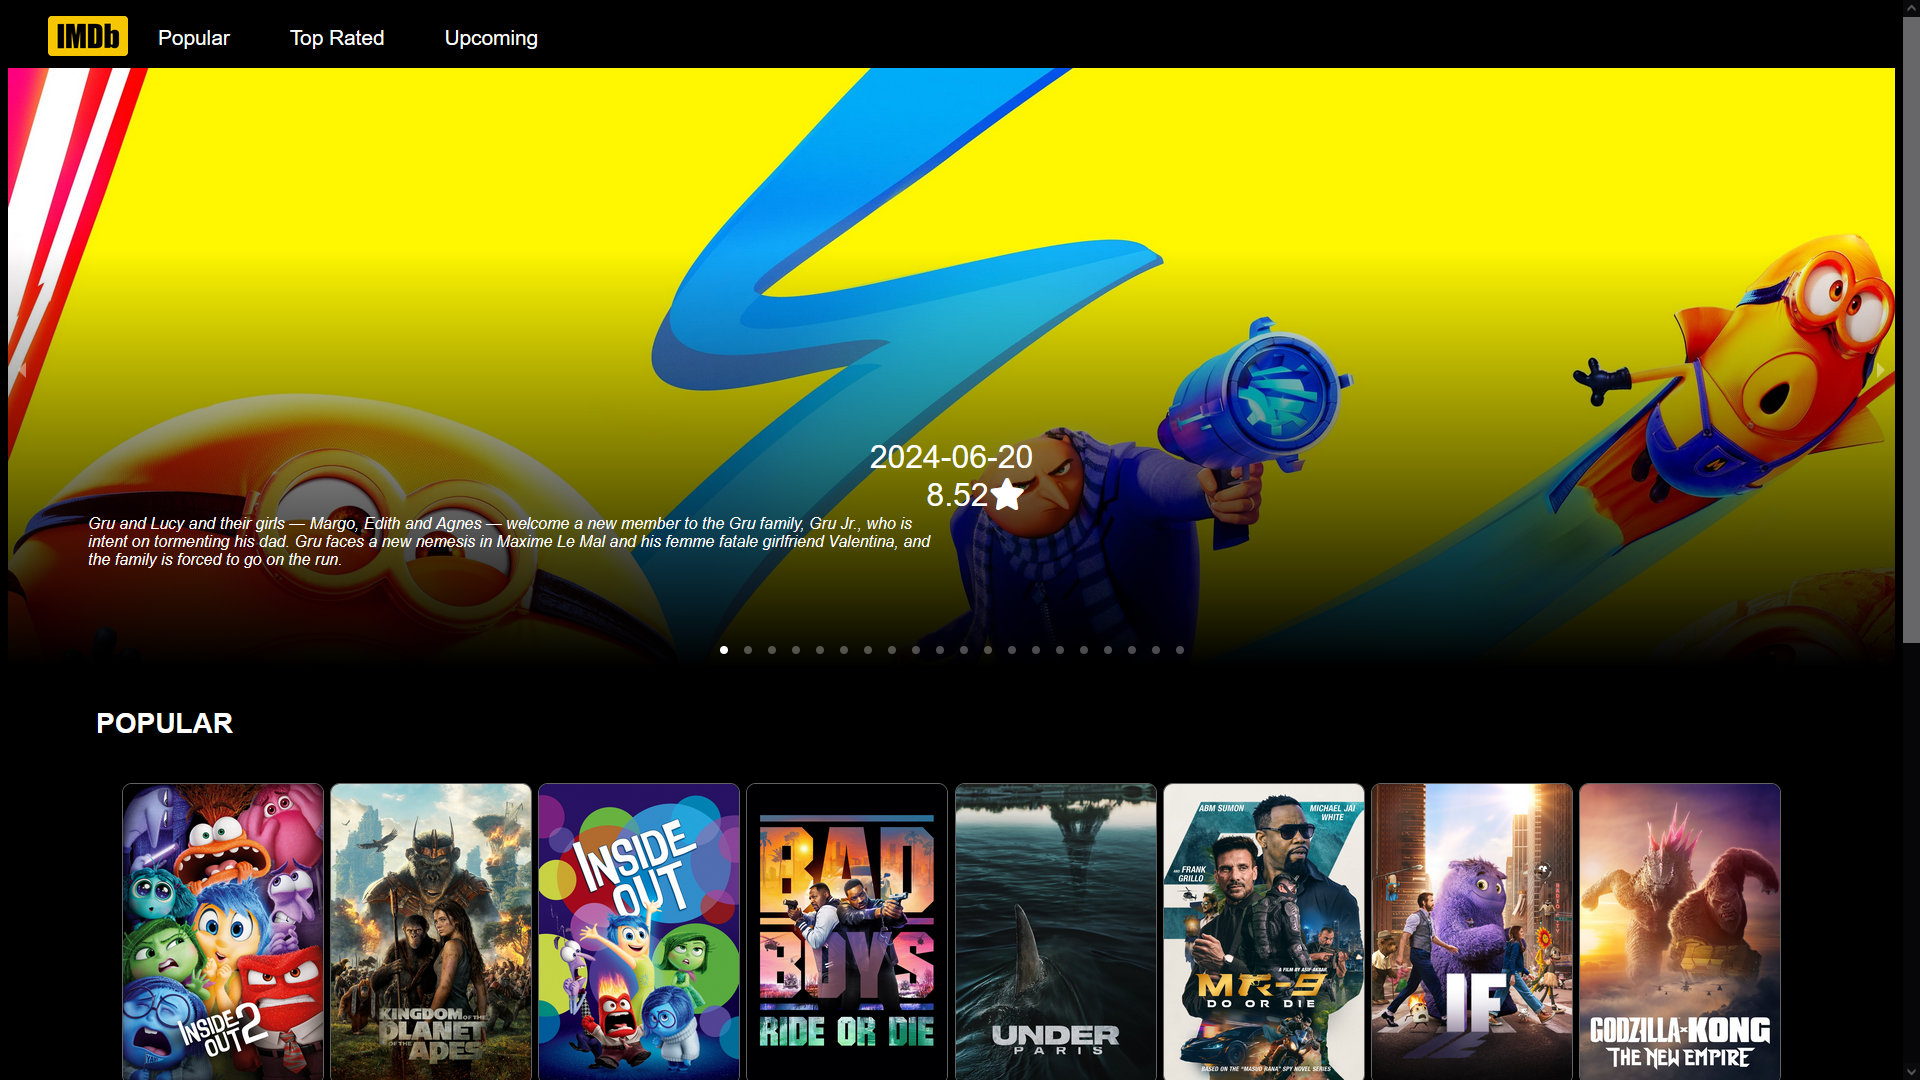 IMDb
Popular
Top Rated
Upcoming
2024-06-20
8.52
Gru and Lucy and their girls — Margo, Edith and Agnes — welcome a new member to the Gru family, Gru Jr., who is
intent on tormenting his dad. Gru faces a new nemesis in Maxime Le Mal and his femme fatale girlfriend Valentina, and
the family is forced to go on the run.
POPULAR
INSIDE
OUT 2
KINGDOM OF THE
PLANET
OF THE APES
INSIDE
OUT
BAD
BOYS
RIDE OR DIE
UNDER
PARIS
ABM SUMON
MICHAEL JAI
WHITE
AND FRANK
GRILLO
A FILM BY ASIF AKBAR
MR-9
DO OR DIE
BASED ON THE "MASUD RANA" SPY NOVEL SERIES
IF
GODZILLA x KONG
THE NEW EMPIRE